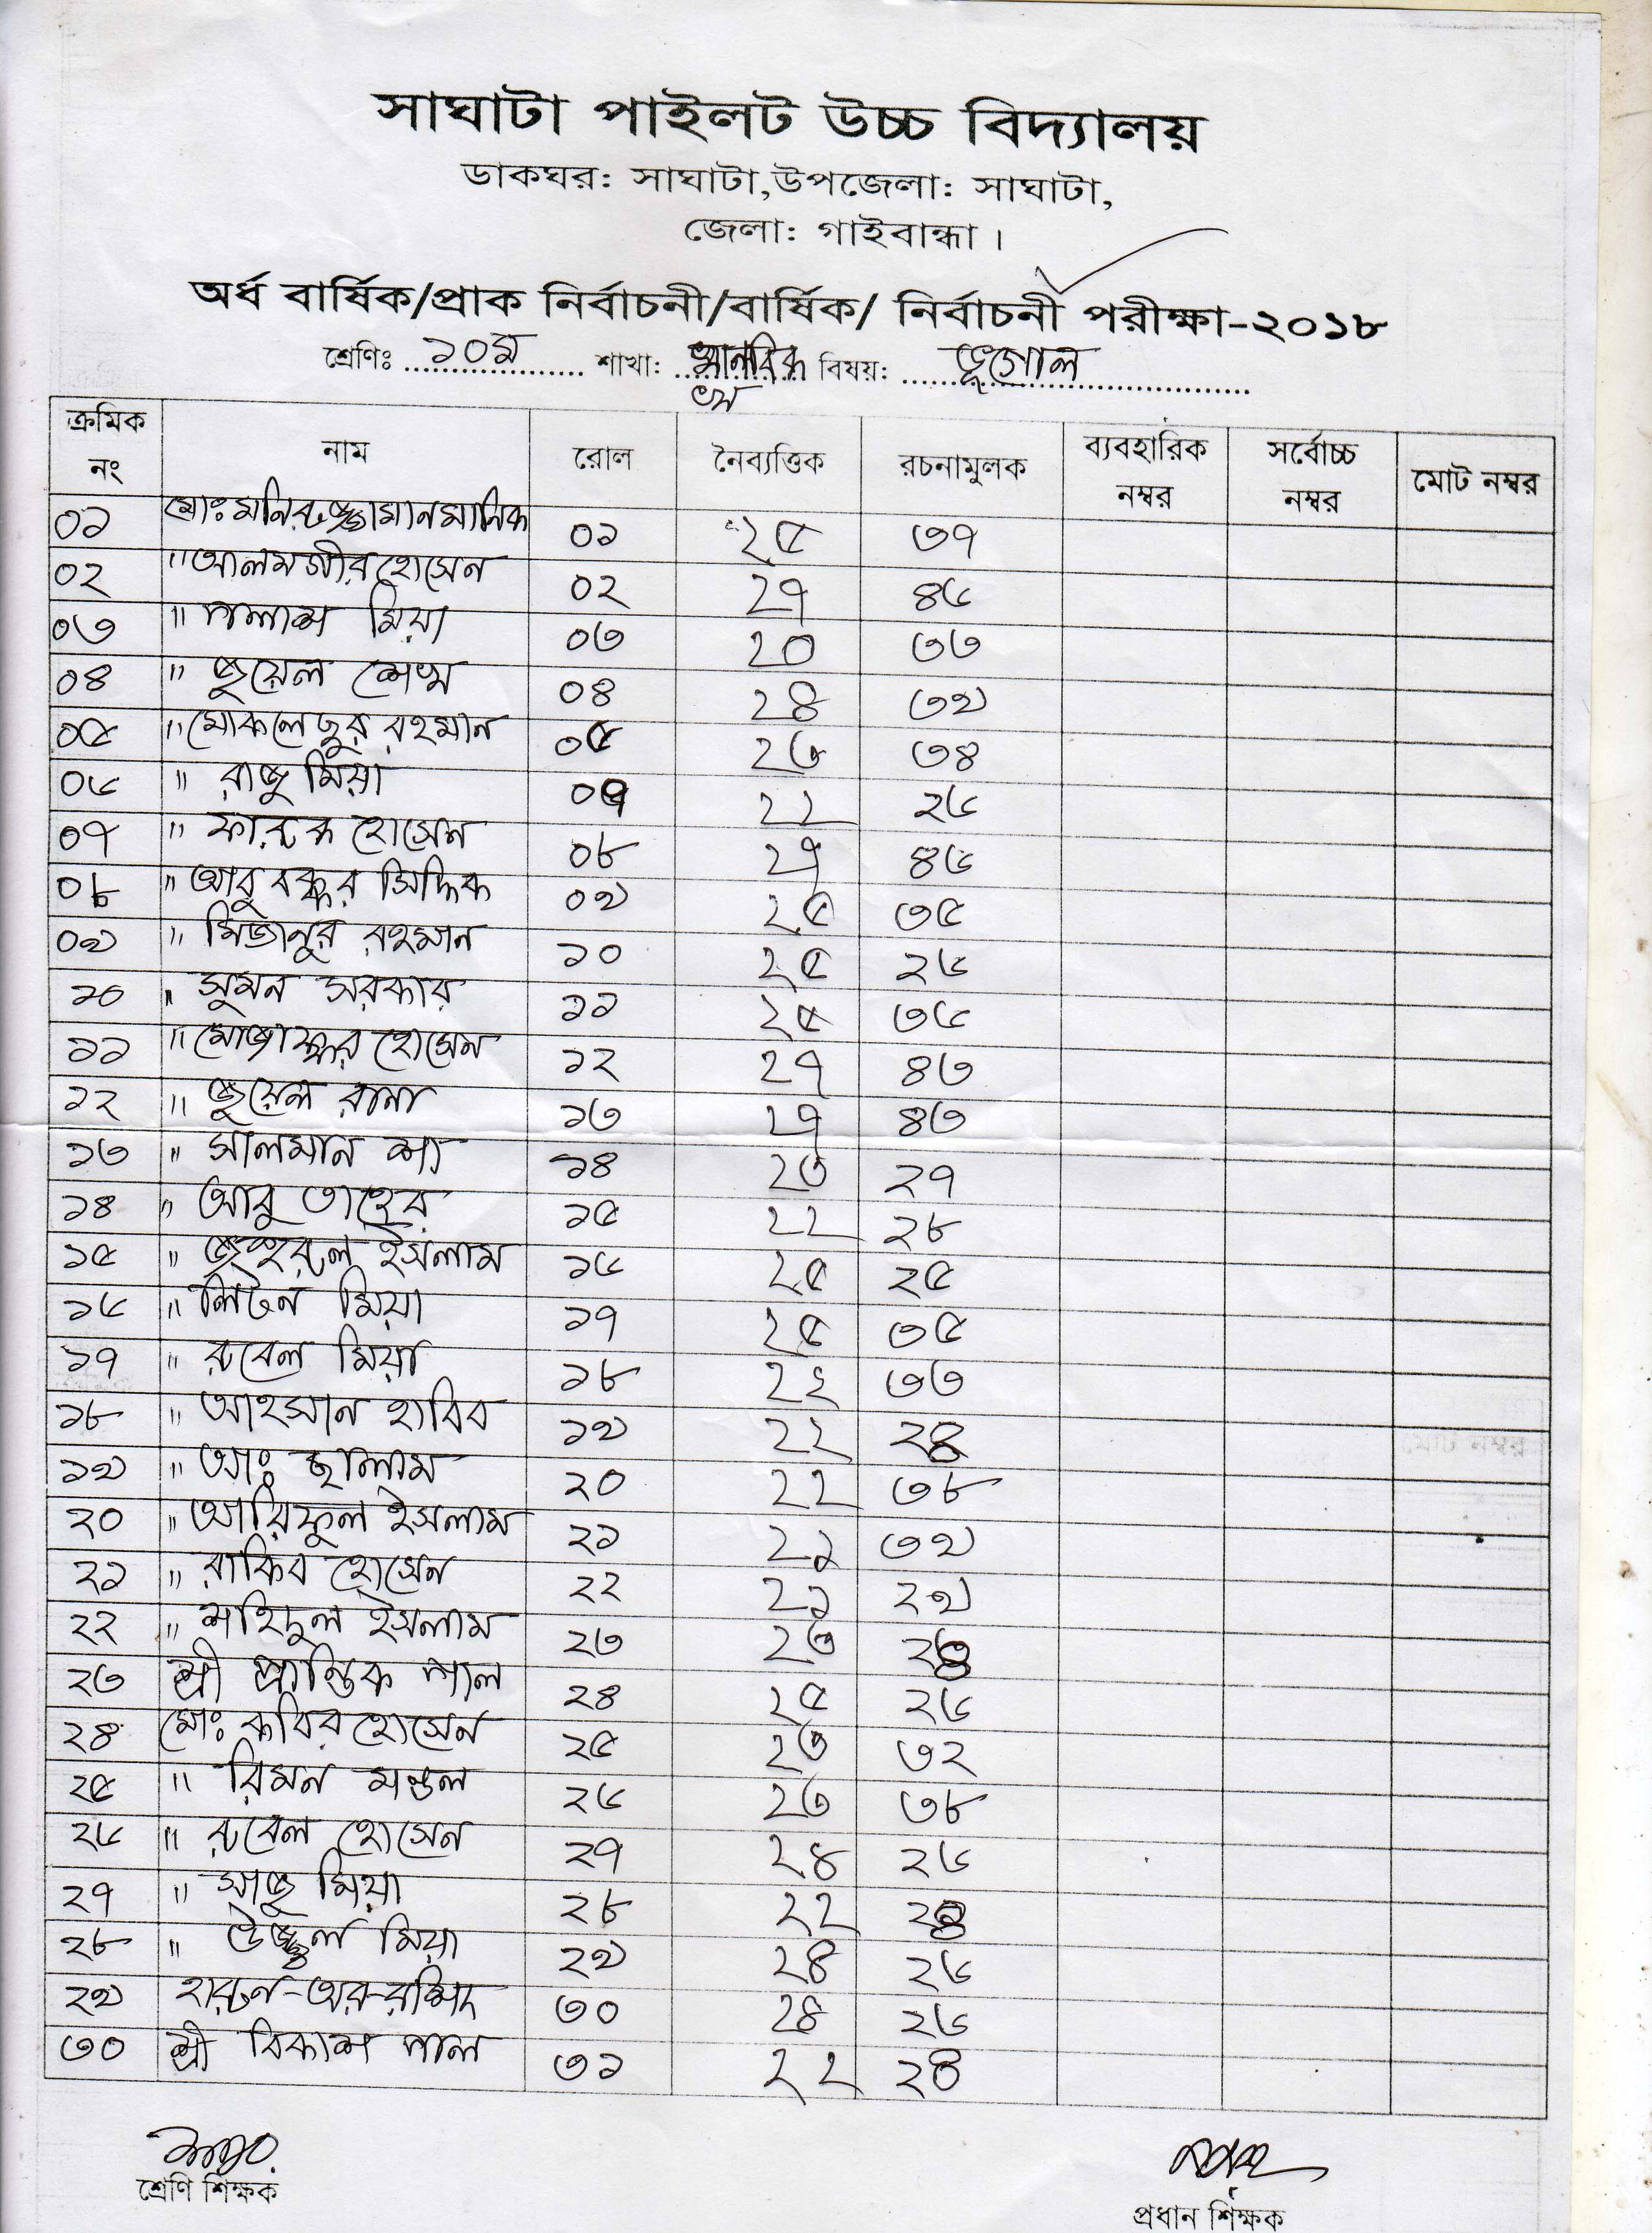 সাঘাটা পাইলট উচ্চ বিদ্যালয়
ডাকঘর: সাঘাটা,উপজেলা: সাঘাটা,
জেলা: গাইবান্ধা ।
অর্ধ বার্ষিক/প্রাক নির্বাচনী/বার্ষিক/ নির্বাচনী পরীক্ষা-২০১৮
শ্রেণিঃ ১০ম শাখা: মানবিক বিষয়: ভূগোল
ক্রমিক নং নাম রোল নৈব্যত্তিক রচনামুলক ব্যবহারিক নম্বর সর্বোচ্চ নম্বর মোট নম্বর
০১ মোঃ মনিরুজ্জামান মানিক ০১ ২৫ ৩৭
০২ " আলমগীর হোসেন ০২ ২৭ ৪৬
০৩ " পলাশ মিয়া ০৩ ২০ ৩৩
০৪ " জুয়েল শেখ ০৪ ২৪ ৩৯
০৫ " মোকলেছুর রহমান ০৫ ২৩ ৩৪
০৬ " রাজু মিয়া ০৭ ২২ ২৬
০৭ " ফারুক হোসেন ০৮ ২৭ ৪৬
০৮ " আবু বক্কর সিদ্দিক ০৯ ২৫ ৩৫
০৯ " মিজানুর রহমান ১০ ২৫ ২৬
১০ " সুমন সরকার ১১ ২৫ ৩৬
১১ " মোজাফ্ফর হোসেন ১২ ২৭ ৪৩
১২ " জুয়েল রানা ১৩ ২৭ ৪৩
১৩ " সালমান শা ১৪ ২৩ ২৭
১৪ " আবু তাহের ১৫ ২২ ২৮
১৫ " জহুরুল ইসলাম ১৬ ২৫ ২৫
১৬ " লিটন মিয়া ১৭ ২৫ ৩৫
১৭ " রুবেল মিয়া ১৮ ২২ ৩৩
১৮ " আহসান হাবিব ১৯ ২২ ২৪
১৯ " আঃ ছালাম ২০ ২২ ৩৮
২০ " আরিফুল ইসলাম ২১ ২১ ৩৯
২১ " রাকিব হোসেন ২২ ২১ ২৯
২২ " শহিদুল ইসলাম ২৩ ২৩
২৩ শ্রী প্রান্তিক পাল ২৪ ২৫ ২৬
২৪ মোঃ কবির হোসেন ২৫ ২৩ ৩২
২৫ " রিমন মন্ডল ২৬ ২৩ ৩৮
২৬ " রুবেল হোসেন ২৭ ২৪ ২৬
২৭ " সাজু মিয়া ২৮ ২২
২৮ " উজ্জ্বল মিয়া ২৯ ২৪ ২৬
২৯ হারুন-অর-রশিদ ৩০ ২৪ ২৬
৩০ শ্রী বিকাশ পাল ৩১ ২২ ২৪
শ্রেণি শিক্ষক
প্রধান শিক্ষক